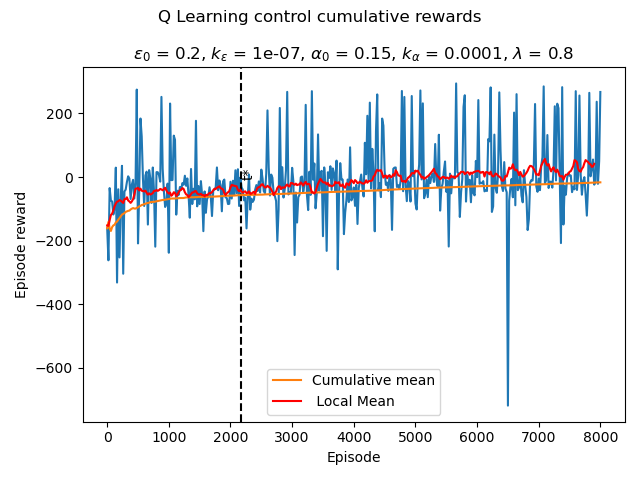 Q Learning control cumulative rewards
ε₀ = 0.2, kε = 1e-07, α₀ = 0.15, kα = 0.0001, λ = 0.8
Episode reward
200
0
−200
−400
−600
Cumulative mean
Local Mean
0 1000 2000 3000 4000 5000 6000 7000 8000
Episode